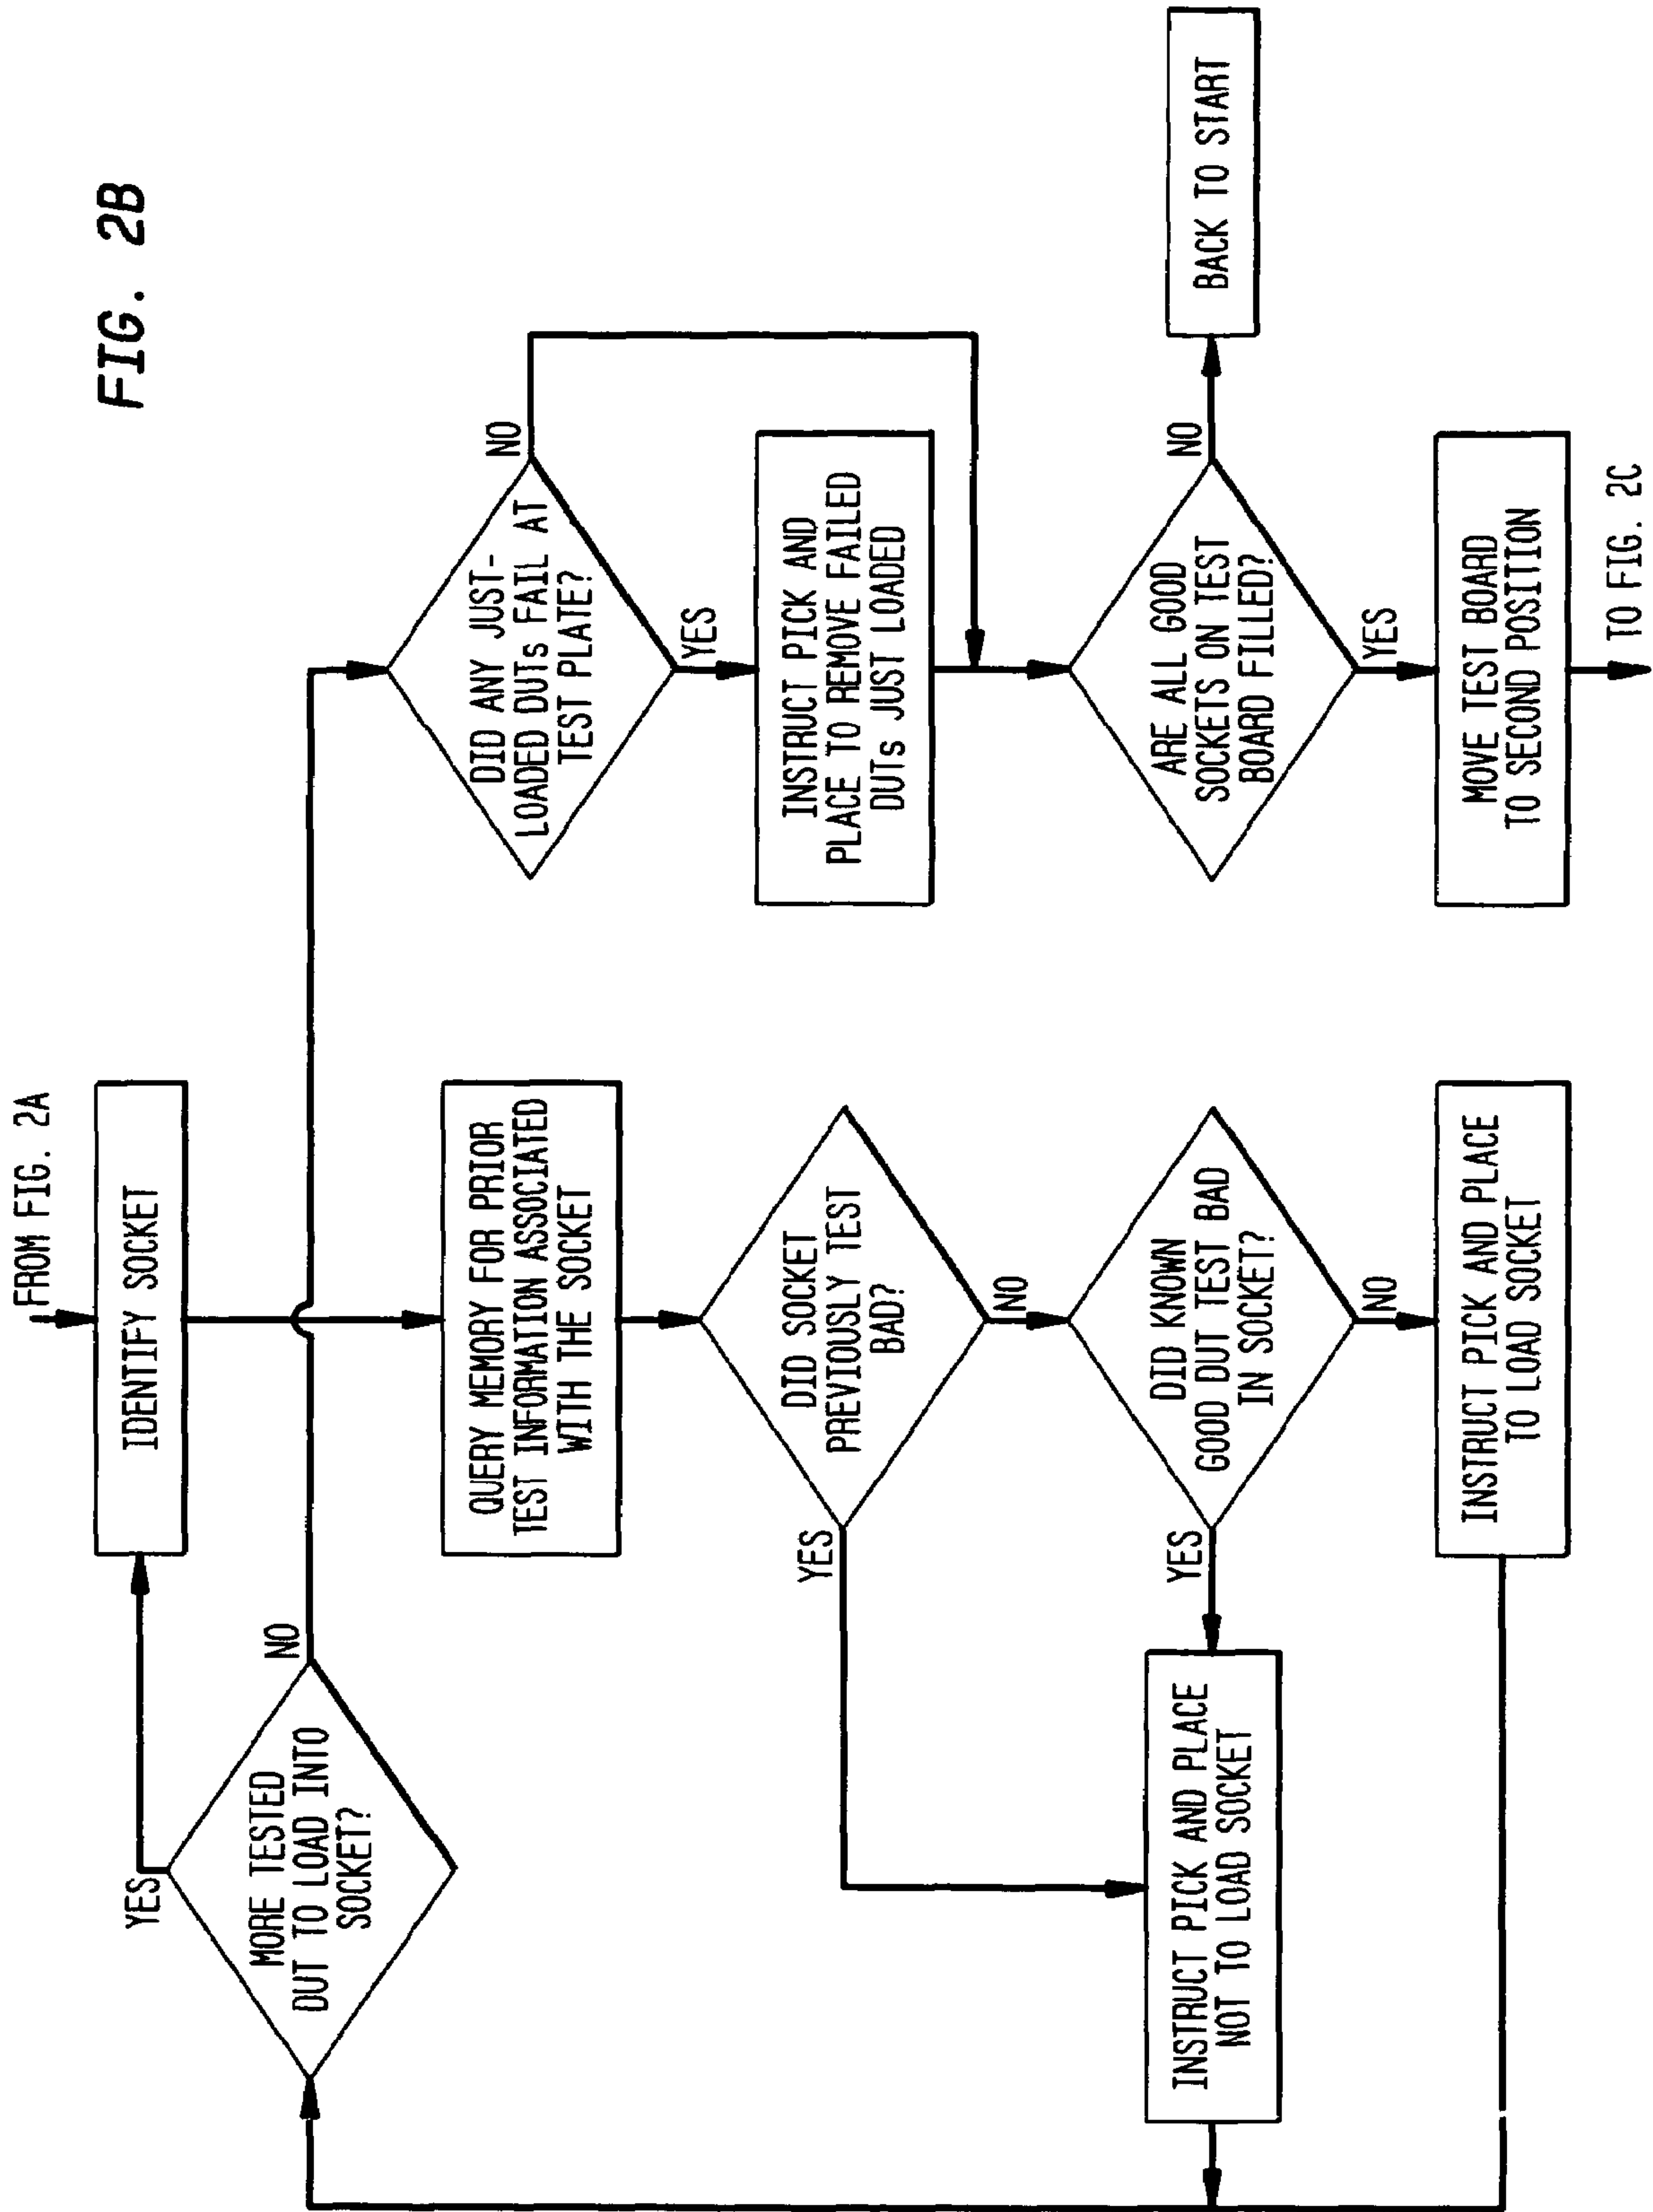 FIG. 2B
FROM FIG. 2A
IDENTIFY SOCKET
YES
MORE TESTED
DUT TO LOAD INTO
SOCKET?
NO
QUERY MEMORY FOR PRIOR
TEST INFORMATION ASSOCIATED
WITH THE SOCKET
DID SOCKET
PREVIOUSLY TEST
BAD?
YES
NO
DID KNOWN
GOOD DUT TEST BAD
IN SOCKET?
YES
NO
INSTRUCT PICK AND PLACE
NOT TO LOAD SOCKET
INSTRUCT PICK AND PLACE
TO LOAD SOCKET
DID ANY JUST-
LOADED DUTs FAIL AT
TEST PLATE?
NO
YES
INSTRUCT PICK AND
PLACE TO REMOVE FAILED
DUTs JUST LOADED
ARE ALL GOOD
SOCKETS ON TEST
BOARD FILLED?
NO
BACK TO START
YES
MOVE TEST BOARD
TO SECOND POSITION
TO FIG. 2C